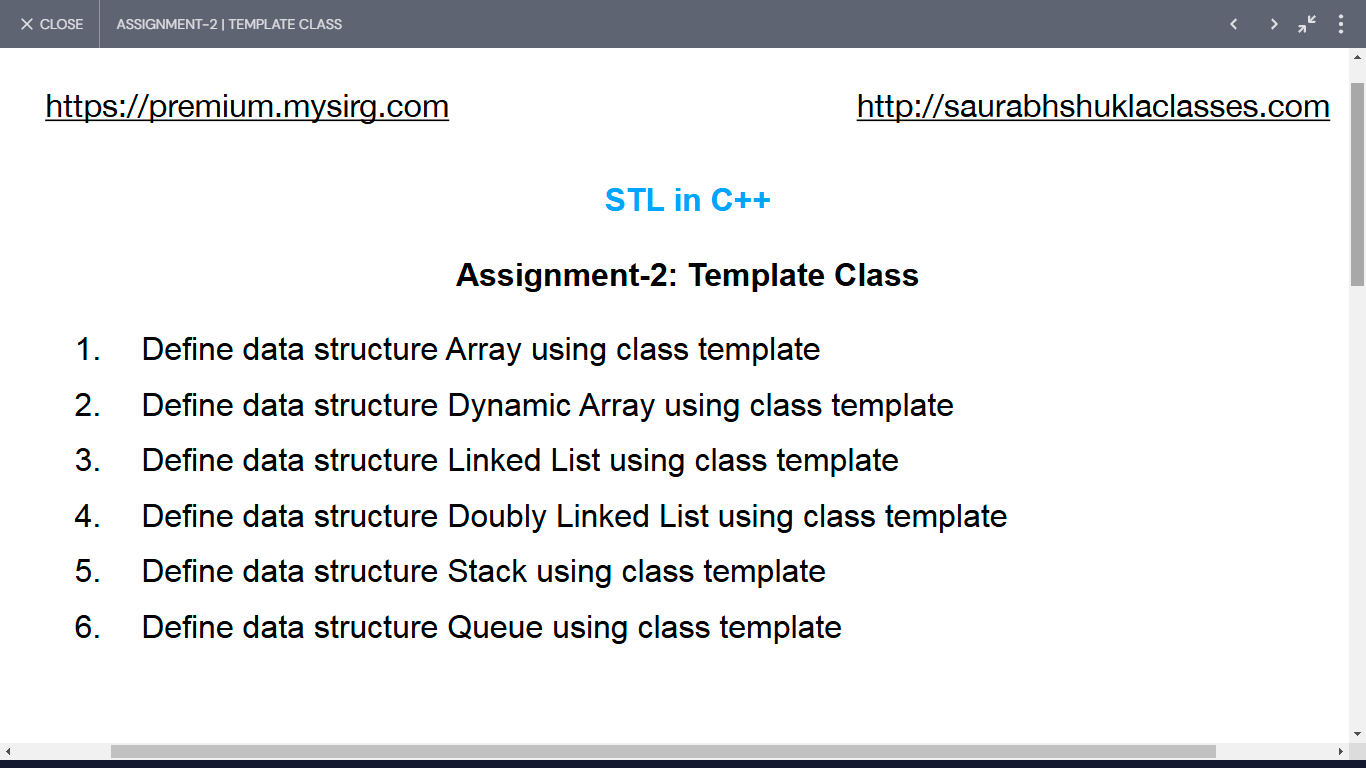 CLOSE
ASSIGNMENT-2 | TEMPLATE CLASS
https://premium.mysirg.com
http://saurabhshuklaclasses.com
STL in C++
Assignment-2: Template Class
1. Define data structure Array using class template
2. Define data structure Dynamic Array using class template
3. Define data structure Linked List using class template
4. Define data structure Doubly Linked List using class template
5. Define data structure Stack using class template
6. Define data structure Queue using class template